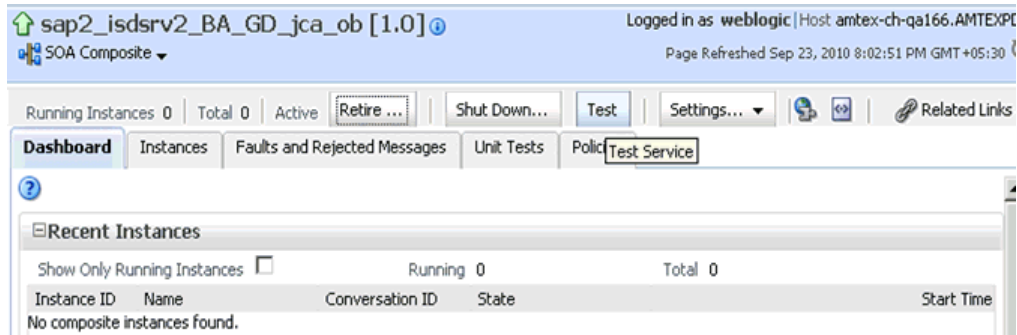 sap2_isdsrv2_BA_GD_jca_ob [1.0]
Logged in as weblogic|Host amtex-ch-qa166.AMTEXPD
SOA Composite
Page Refreshed Sep 23, 2010 8:02:51 PM GMT+05:30
Running Instances 0 | Total 0 | Active Retire ... Shut Down... Test Settings... Related Links
Dashboard Instances Faults and Rejected Messages Unit Tests Polici
Test Service
Recent Instances
Show Only Running Instances Running 0 Total 0
Instance ID Name Conversation ID State Start Time
No composite instances found.